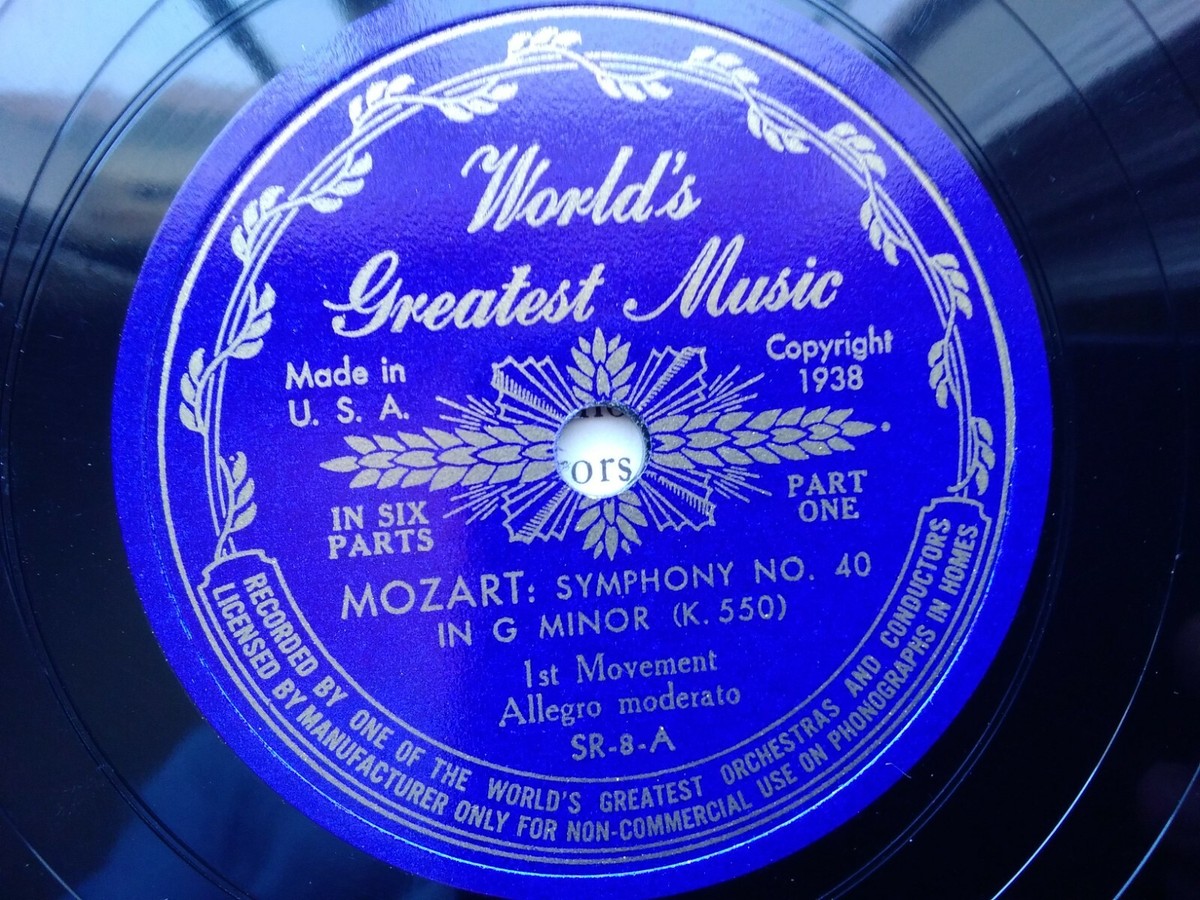 World's
Greatest Music
Made in
U. S. A.
Copyright
1938
ors
IN SIX
PARTS
PART
ONE
MOZART: SYMPHONY NO. 40
IN G MINOR (K. 550)
1st Movement
Allegro moderato
SR-8-A
RECORDED BY ONE OF THE WORLD'S GREATEST ORCHESTRAS AND CONDUCTORS
LICENSED BY MANUFACTURER ONLY FOR NON-COMMERCIAL USE ON PHONOGRAPHS IN HOMES